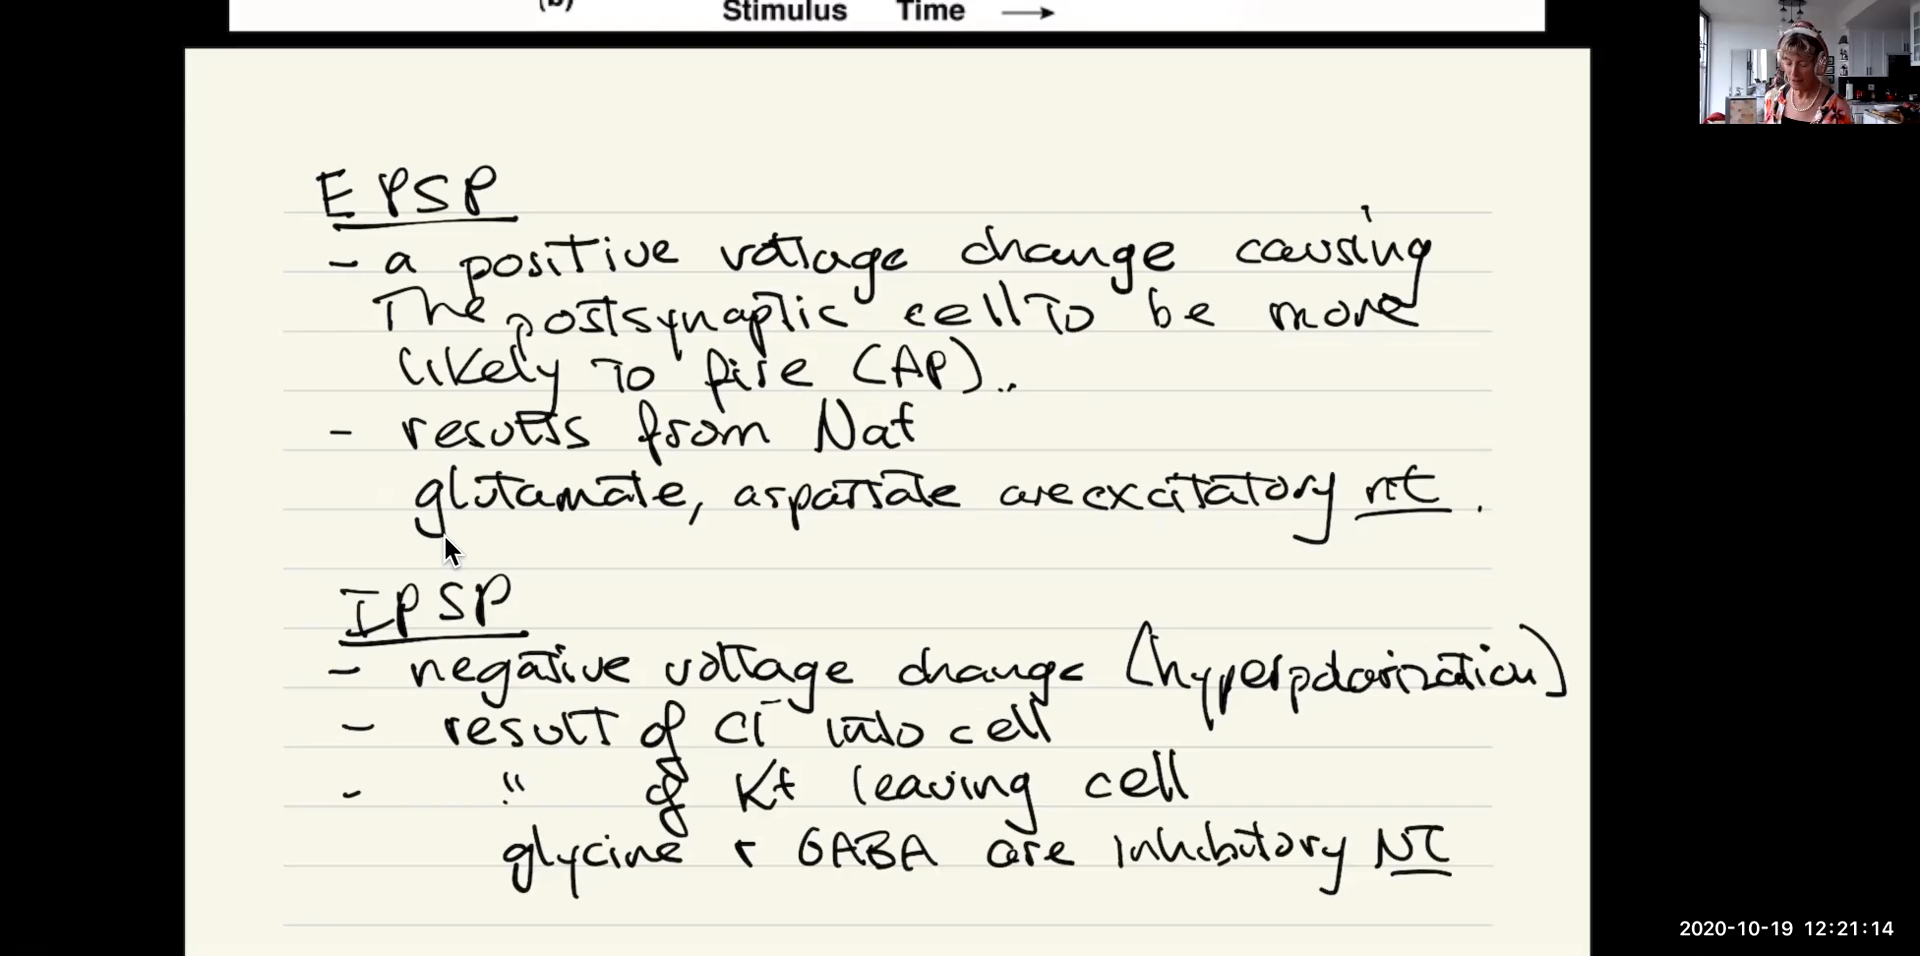 (b) Stimulus Time →
EPSP
- a positive voltage change causing
The postsynaptic cell to be more
likely to fire (AP)..
- results from Na+
glutamate, aspartate are excitatory nt.
IPSP
- negative voltage change (hyperpolarization)
- result of Cl⁻ into cell
- " of K+ leaving cell
glycine + GABA are inhibitory NT
2020-10-19 12:21:14